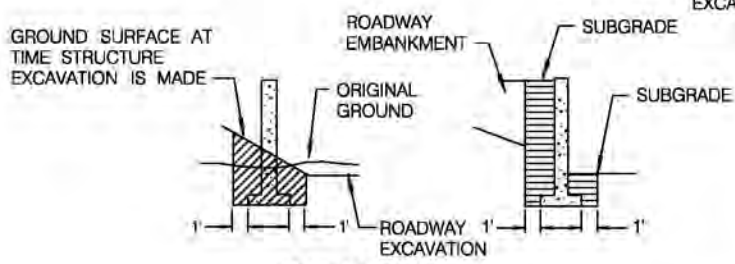 EXCA
GROUND SURFACE AT
TIME STRUCTURE
EXCAVATION IS MADE
ORIGINAL
GROUND
ROADWAY
EMBANKMENT
SUBGRADE
SUBGRADE
1'
1'
ROADWAY
EXCAVATION
1'
1'